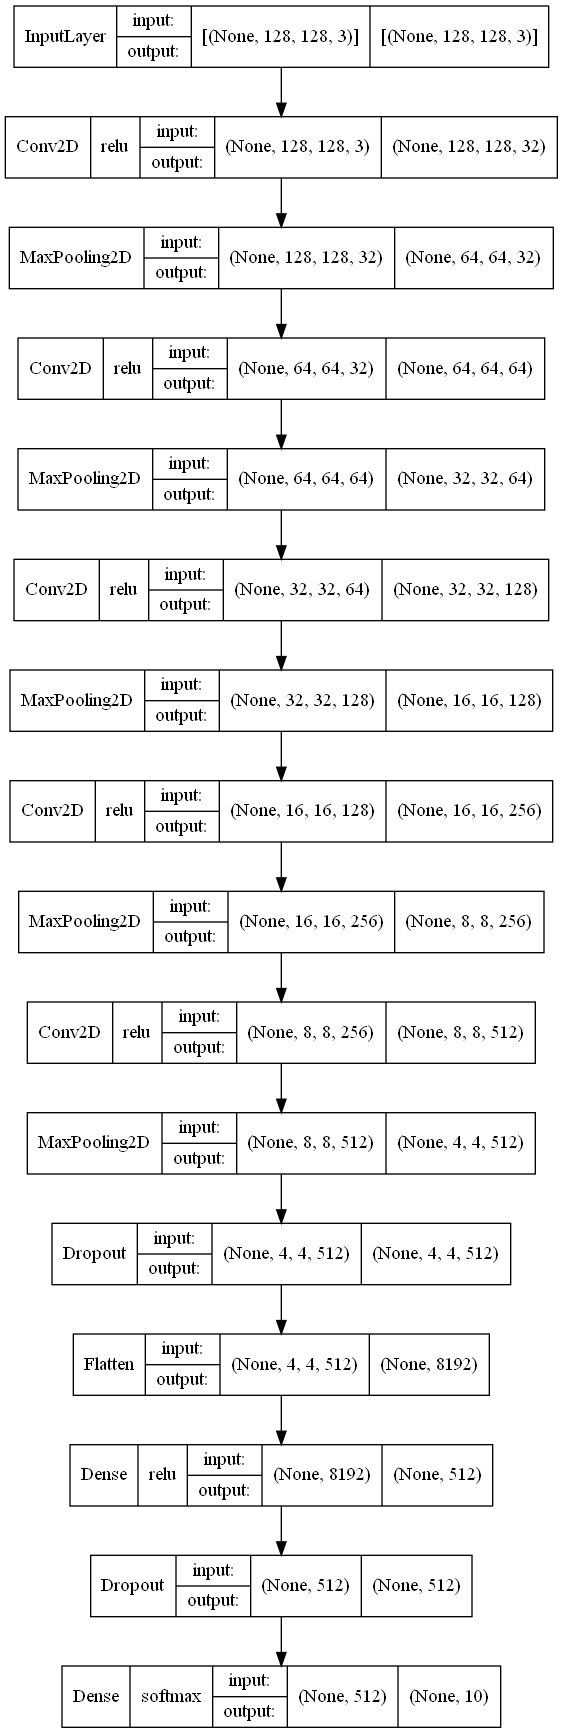 InputLayer input: output: [(None, 128, 128, 3)] [(None, 128, 128, 3)]
Conv2D relu input: output: (None, 128, 128, 3) (None, 128, 128, 32)
MaxPooling2D input: output: (None, 128, 128, 32) (None, 64, 64, 32)
Conv2D relu input: output: (None, 64, 64, 32) (None, 64, 64, 64)
MaxPooling2D input: output: (None, 64, 64, 64) (None, 32, 32, 64)
Conv2D relu input: output: (None, 32, 32, 64) (None, 32, 32, 128)
MaxPooling2D input: output: (None, 32, 32, 128) (None, 16, 16, 128)
Conv2D relu input: output: (None, 16, 16, 128) (None, 16, 16, 256)
MaxPooling2D input: output: (None, 16, 16, 256) (None, 8, 8, 256)
Conv2D relu input: output: (None, 8, 8, 256) (None, 8, 8, 512)
MaxPooling2D input: output: (None, 8, 8, 512) (None, 4, 4, 512)
Dropout input: output: (None, 4, 4, 512) (None, 4, 4, 512)
Flatten input: output: (None, 4, 4, 512) (None, 8192)
Dense relu input: output: (None, 8192) (None, 512)
Dropout input: output: (None, 512) (None, 512)
Dense softmax input: output: (None, 512) (None, 10)